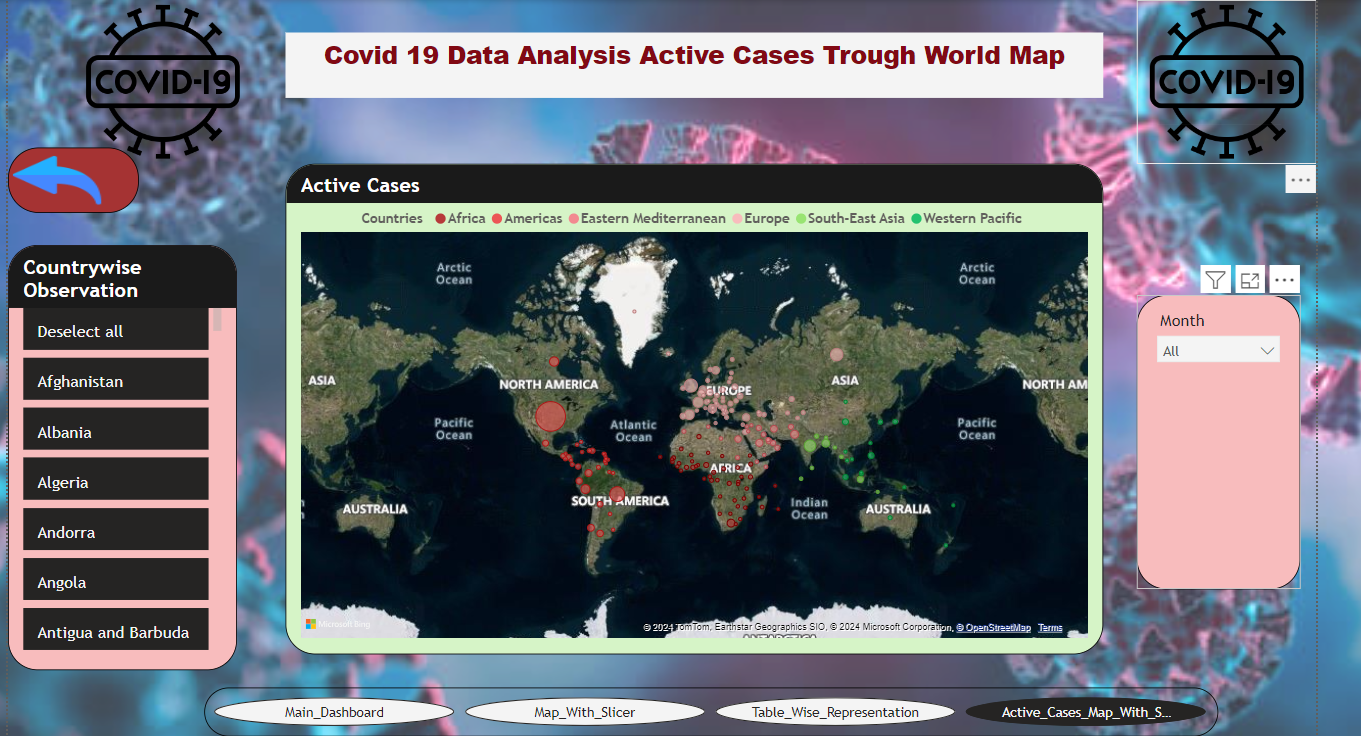 COVID-19
Covid 19 Data Analysis Active Cases Trough World Map
COVID-19
Active Cases
Countries Africa Americas Eastern Mediterranean Europe South-East Asia Western Pacific
Countrywise
Observation
Deselect all
Afghanistan
Albania
Algeria
Andorra
Angola
Antigua and Barbuda
Arctic
Ocean
Arctic
Ocean
ASIA
NORTH AMERICA
EUROPE
ASIA
NORTH AM
Pacific
Ocean
Atlantic
Ocean
Pacific
Ocean
AFRICA
SOUTH AMERICA
AUSTRALIA
Indian
Ocean
AUSTRALIA
Microsoft Bing
© 2024 TomTom, Earthstar Geographics SIO, © 2024 Microsoft Corporation, © OpenStreetMap Terms
ANTARCTICA
Month
All
Main_Dashboard
Map_With_Slicer
Table_Wise_Representation
Active_Cases_Map_With_S...